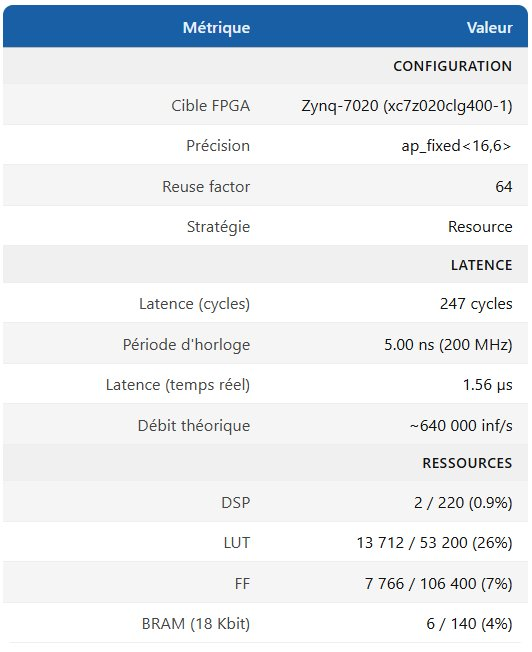 Métrique Valeur
CONFIGURATION
Cible FPGA Zynq-7020 (xc7z020clg400-1)
Précision ap_fixed<16,6>
Reuse factor 64
Stratégie Resource
LATENCE
Latence (cycles) 247 cycles
Période d'horloge 5.00 ns (200 MHz)
Latence (temps réel) 1.56 µs
Débit théorique ~640 000 inf/s
RESSOURCES
DSP 2 / 220 (0.9%)
LUT 13 712 / 53 200 (26%)
FF 7 766 / 106 400 (7%)
BRAM (18 Kbit) 6 / 140 (4%)